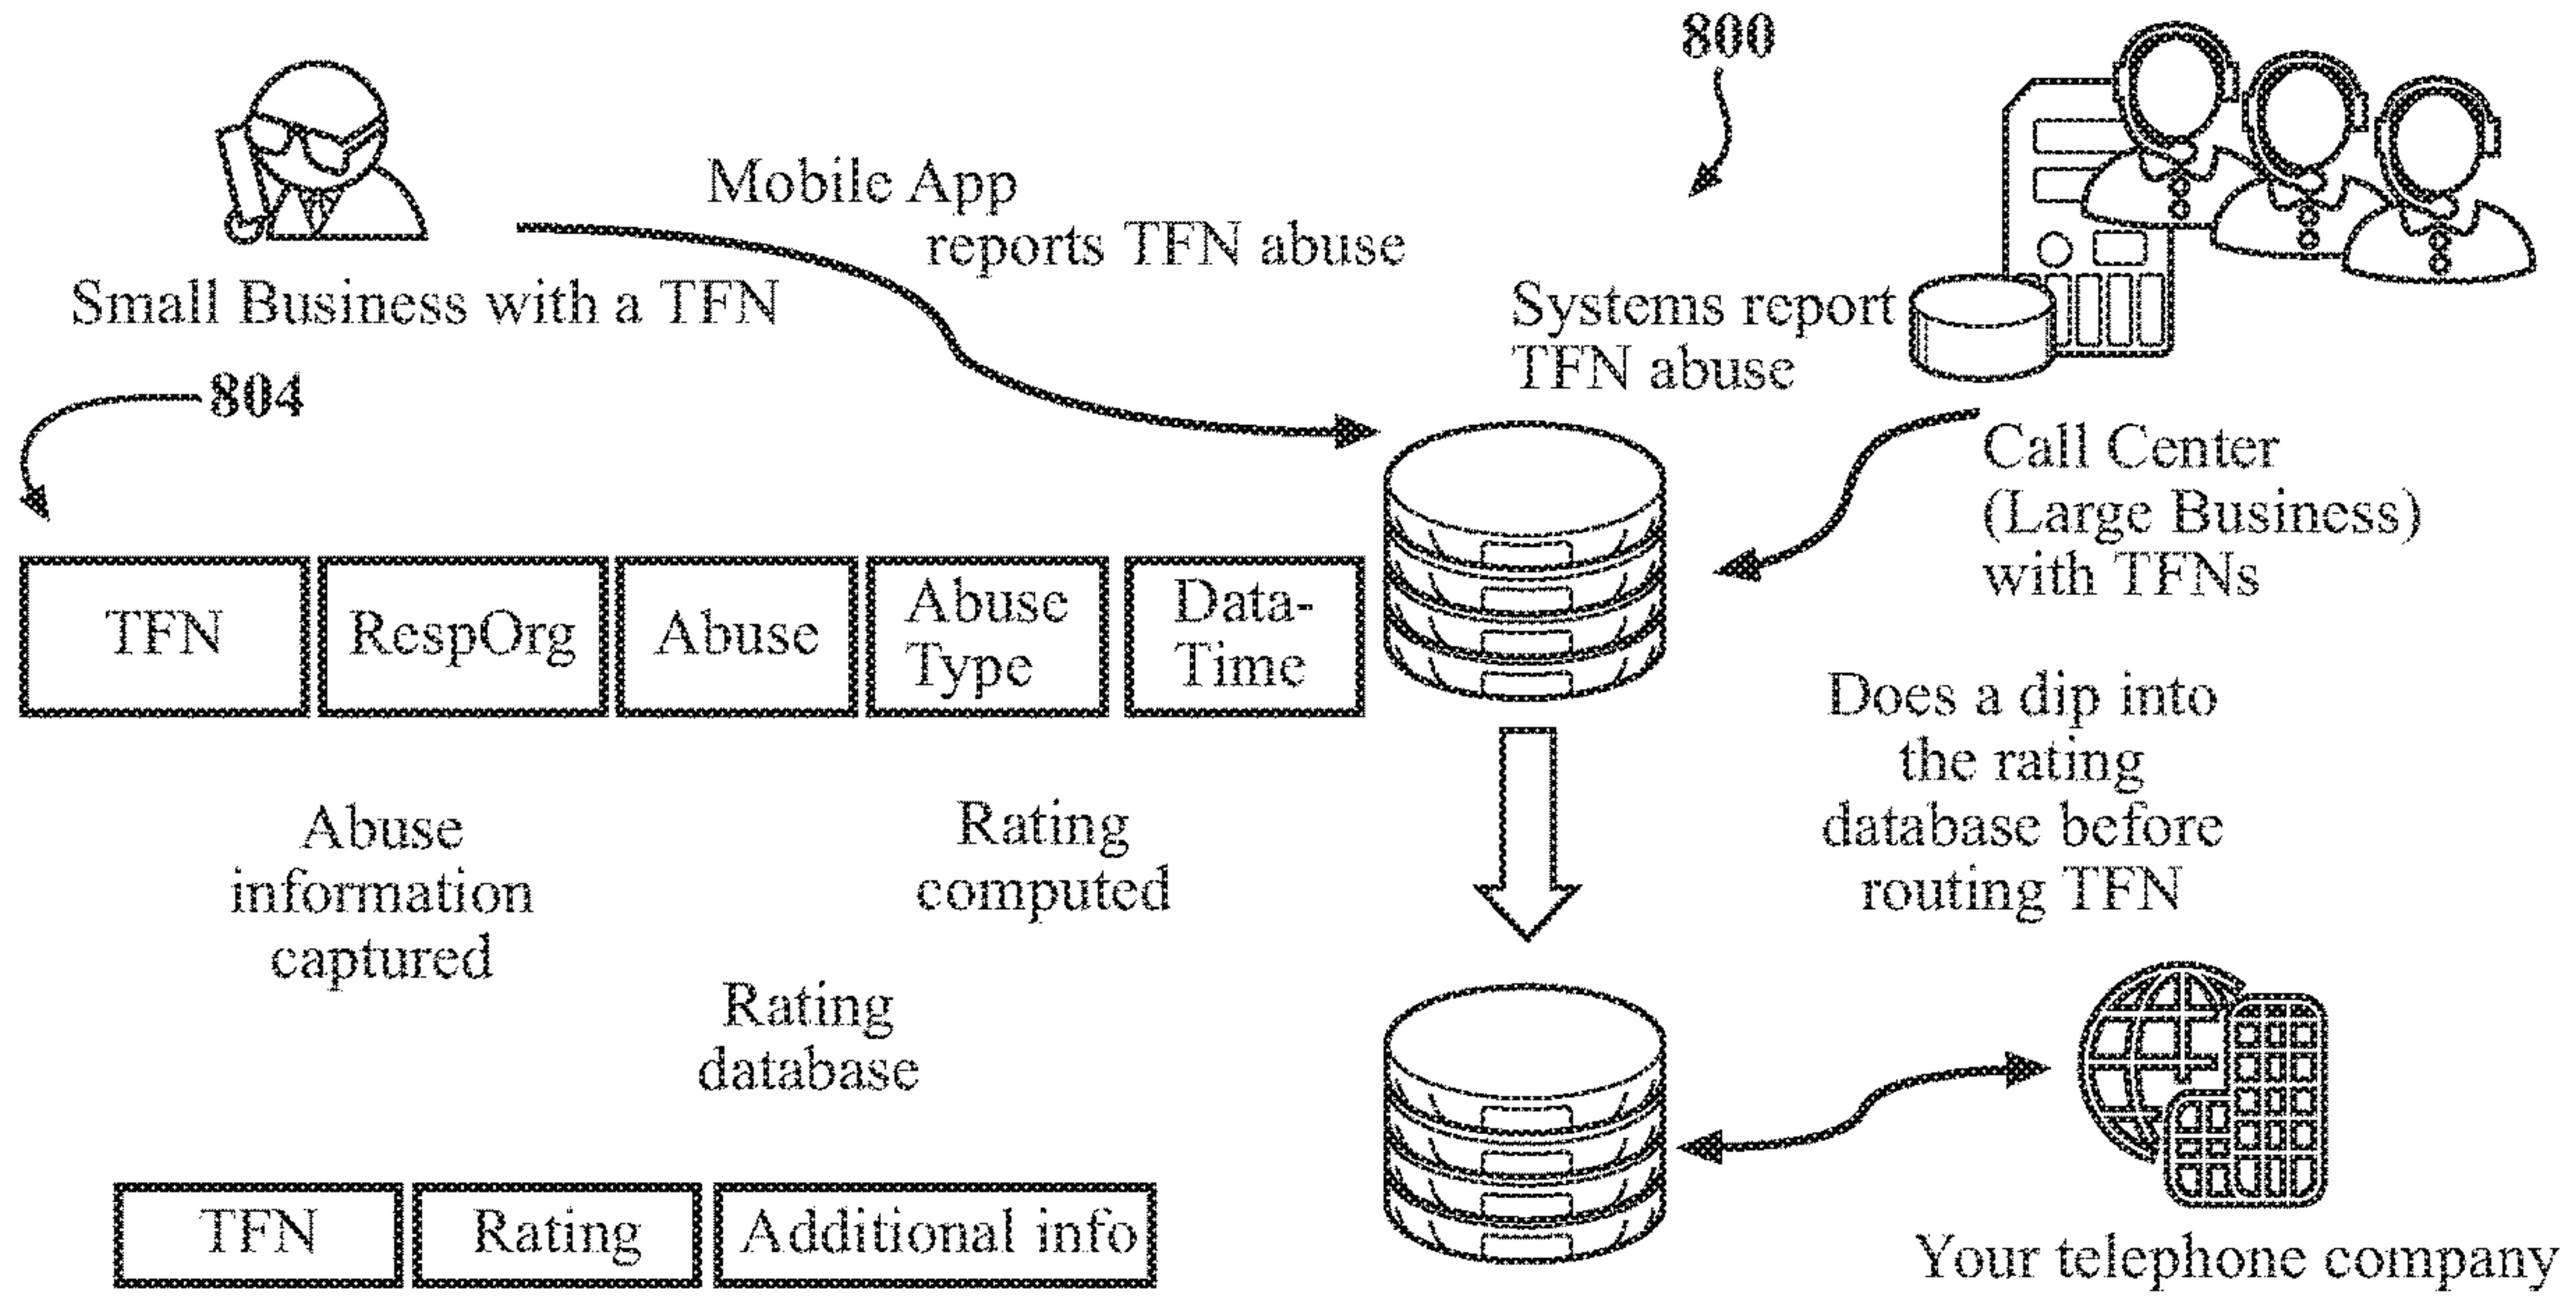 800
Mobile App
reports TFN abuse
Small Business with a TFN
Systems report
TFN abuse
804
Call Center
(Large Business)
with TFNs
TFN
RespOrg
Abuse
Abuse
Type
Data-
Time
Does a dip into
the rating
database before
routing TFN
Abuse
information
captured
Rating
computed
Rating
database
TFN
Rating
Additional info
Your telephone company